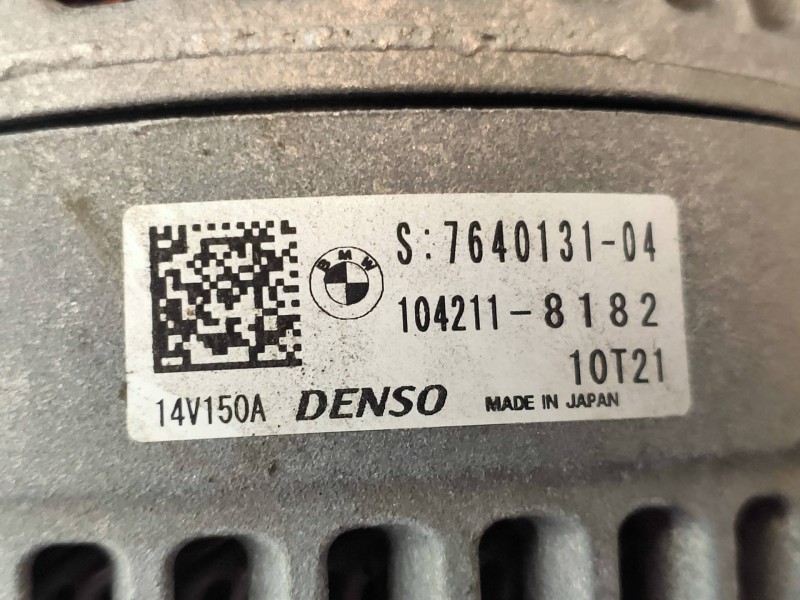 BMW
S:7640131-04
104211-8182
10T21
14V150A DENSO MADE IN JAPAN